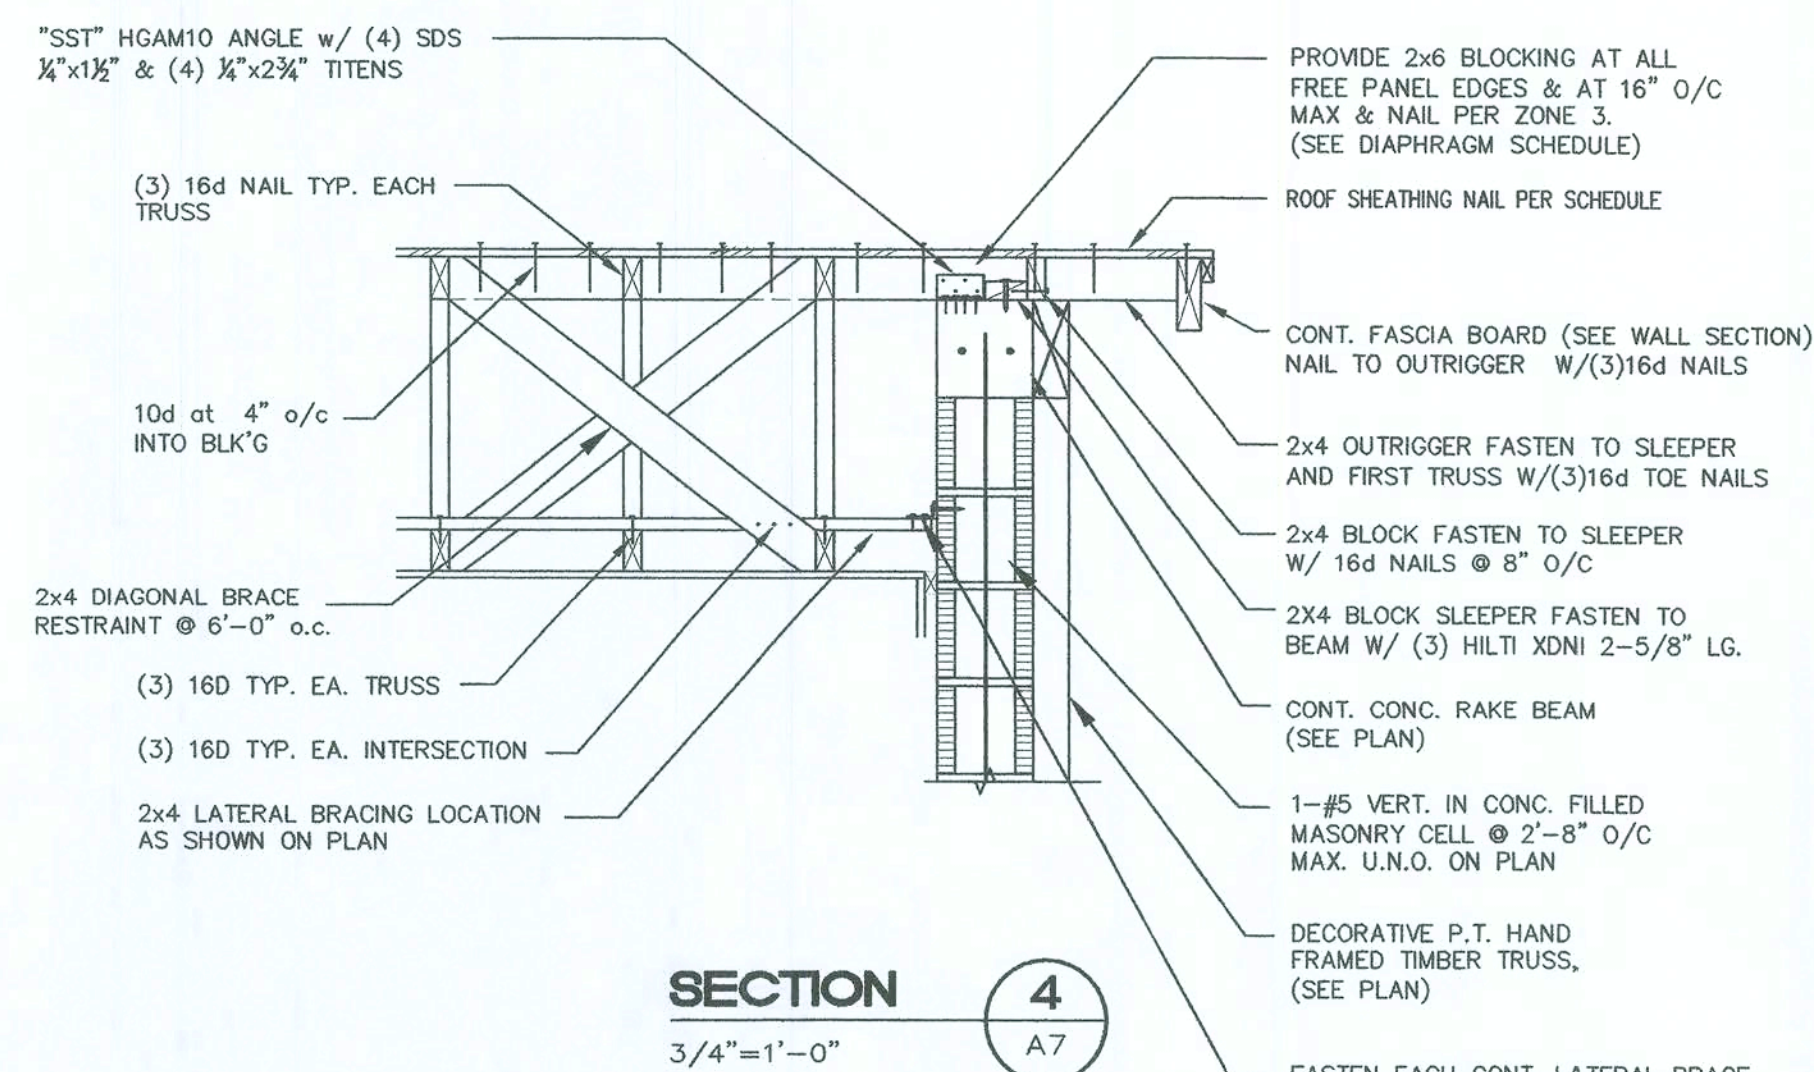 "SST" HGAM10 ANGLE w/ (4) SDS
¼"x1½" & (4) ¼"x2¾" TITENS
(3) 16d NAIL TYP. EACH
TRUSS
10d at 4" o/c
INTO BLK'G
2x4 DIAGONAL BRACE
RESTRAINT @ 6'-0" o.c.
(3) 16D TYP. EA. TRUSS
(3) 16D TYP. EA. INTERSECTION
2x4 LATERAL BRACING LOCATION
AS SHOWN ON PLAN
PROVIDE 2x6 BLOCKING AT ALL
FREE PANEL EDGES & AT 16" O/C
MAX & NAIL PER ZONE 3.
(SEE DIAPHRAGM SCHEDULE)
ROOF SHEATHING NAIL PER SCHEDULE
CONT. FASCIA BOARD (SEE WALL SECTION)
NAIL TO OUTRIGGER W/(3)16d NAILS
2x4 OUTRIGGER FASTEN TO SLEEPER
AND FIRST TRUSS W/(3)16d TOE NAILS
2x4 BLOCK FASTEN TO SLEEPER
W/ 16d NAILS @ 8" O/C
2X4 BLOCK SLEEPER FASTEN TO
BEAM W/ (3) HILTI XDNI 2-5/8" LG.
CONT. CONC. RAKE BEAM
(SEE PLAN)
1-#5 VERT. IN CONC. FILLED
MASONRY CELL @ 2'-8" O/C
MAX. U.N.O. ON PLAN
DECORATIVE P.T. HAND
FRAMED TIMBER TRUSS,
(SEE PLAN)
FASTEN EACH CONT. LATERAL BRACE
SECTION
3/4"=1'-0"
4
A7